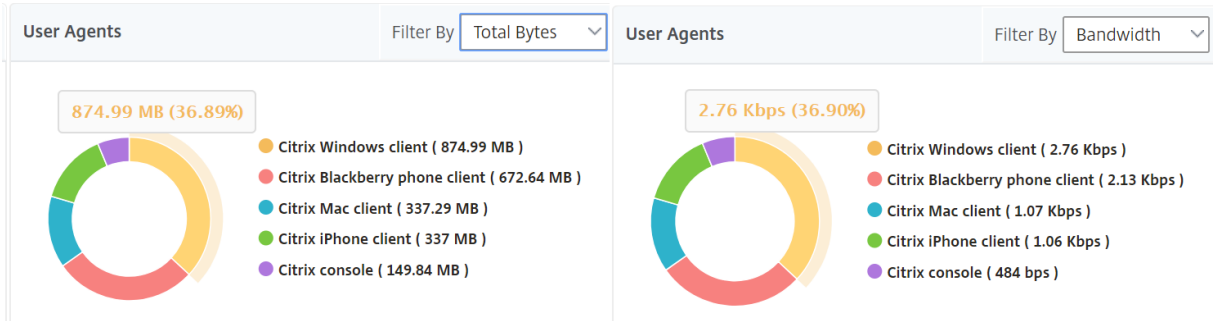 User Agents
Filter By Total Bytes
874.99 MB (36.89%)
Citrix Windows client ( 874.99 MB )
Citrix Blackberry phone client ( 672.64 MB )
Citrix Mac client ( 337.29 MB )
Citrix iPhone client ( 337 MB )
Citrix console ( 149.84 MB )
User Agents
Filter By Bandwidth
2.76 Kbps (36.90%)
Citrix Windows client ( 2.76 Kbps )
Citrix Blackberry phone client ( 2.13 Kbps )
Citrix Mac client ( 1.07 Kbps )
Citrix iPhone client ( 1.06 Kbps )
Citrix console ( 484 bps )